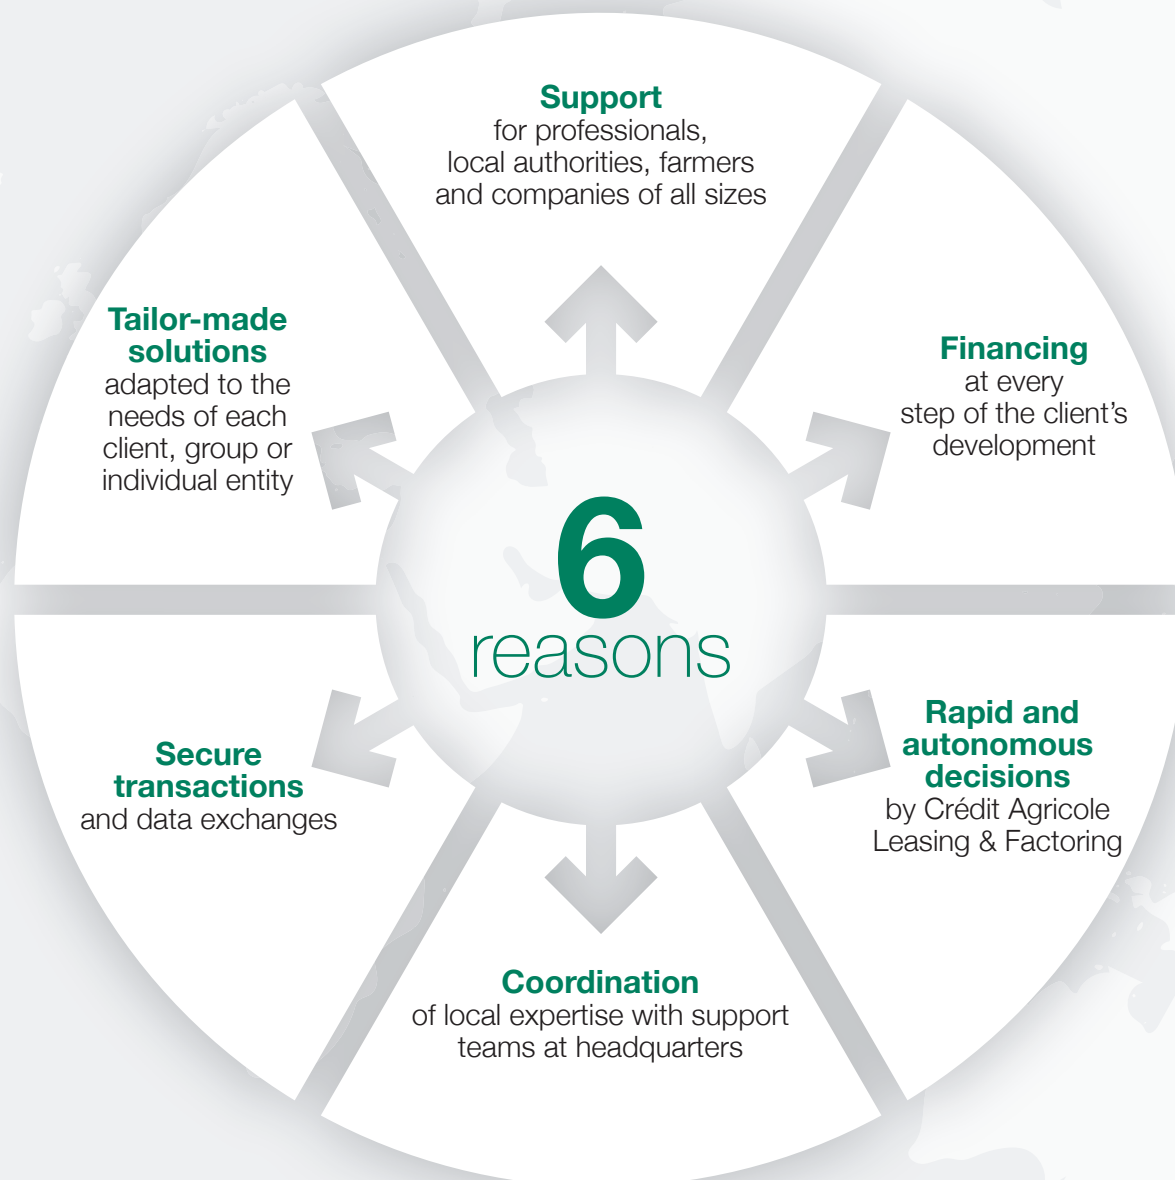 Support
for professionals,
local authorities, farmers
and companies of all sizes
Financing
at every
step of the client's
development
Rapid and
autonomous
decisions
by Crédit Agricole
Leasing & Factoring
Coordination
of local expertise with support
teams at headquarters
Secure
transactions
and data exchanges
Tailor-made
solutions
adapted to the
needs of each
client, group or
individual entity
6
reasons